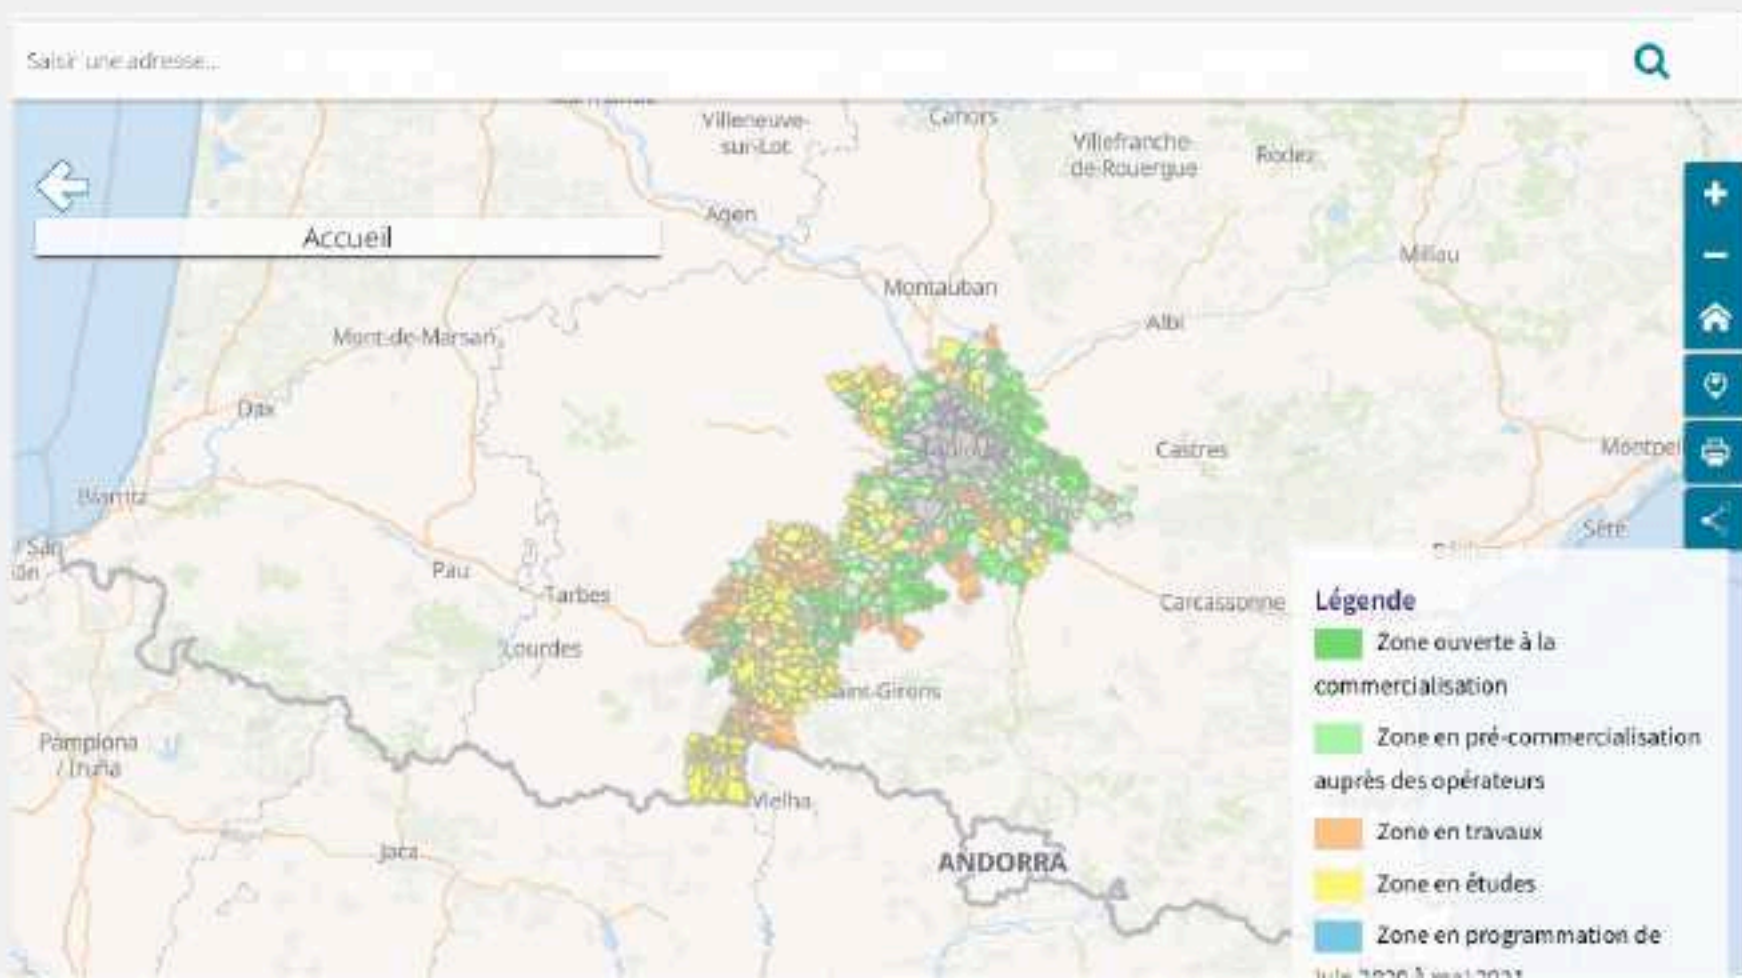 Saisir une adresse...
Villeneuve-
sur-Lot
Cahors
Villefranche-
de-Rouergue
Rodez
Agen
Accueil
Millau
Montauban
Albi
Mont-de-Marsan
Dax
Castres
Montpel
Biarritz
Sète
Pau
Tarbes
Carcassonne
Lourdes
Saint-Girons
Pamplona
/ Iruña
Vielha
Jaca
ANDORRA
Légende
Zone ouverte à la
commercialisation
Zone en pré-commercialisation
auprès des opérateurs
Zone en travaux
Zone en études
Zone en programmation de